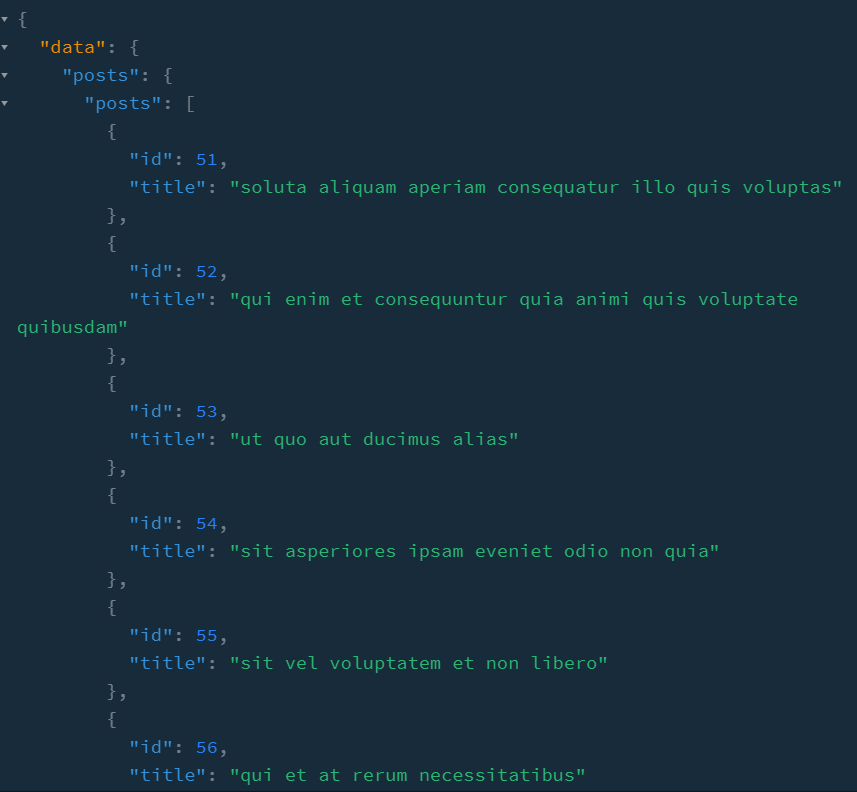 {
  "data": {
    "posts": {
      "posts": [
        {
          "id": 51,
          "title": "soluta aliquam aperiam consequatur illo quis voluptas"
        },
        {
          "id": 52,
          "title": "qui enim et consequuntur quia animi quis voluptate
quibusdam"
        },
        {
          "id": 53,
          "title": "ut quo aut ducimus alias"
        },
        {
          "id": 54,
          "title": "sit asperiores ipsam eveniet odio non quia"
        },
        {
          "id": 55,
          "title": "sit vel voluptatem et non libero"
        },
        {
          "id": 56,
          "title": "qui et at rerum necessitatibus"